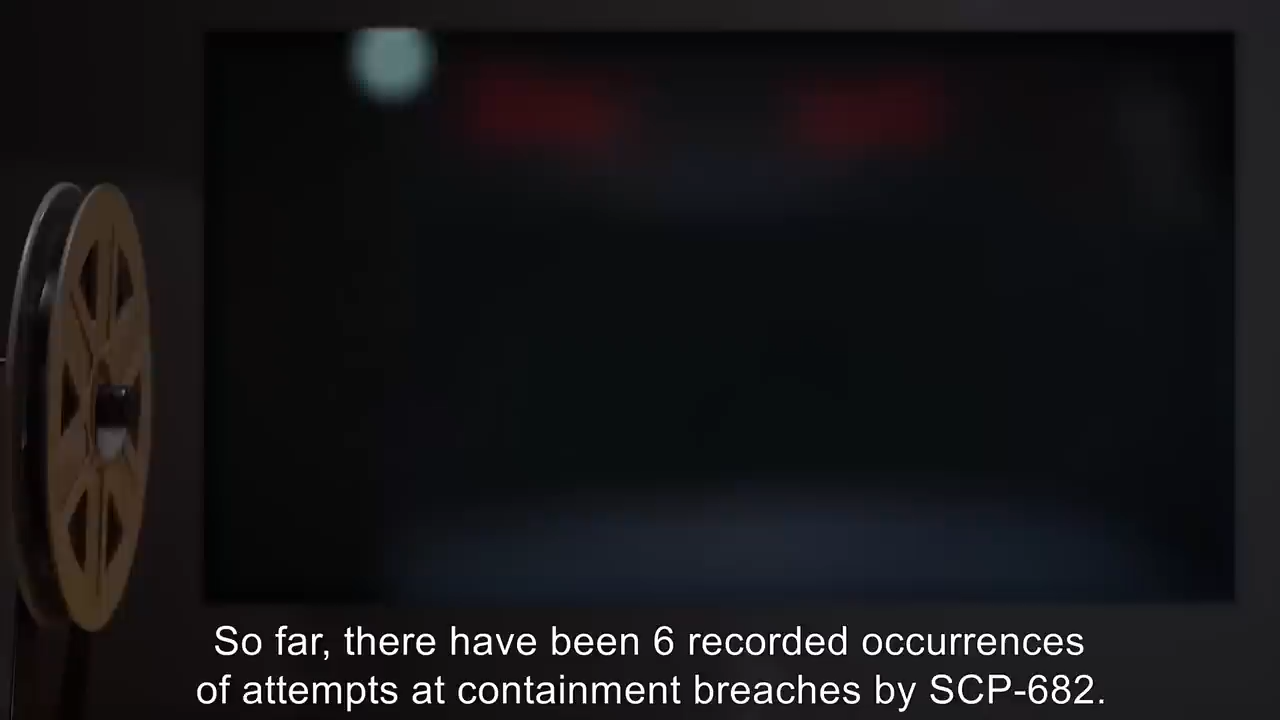 So far, there have been 6 recorded occurrences
of attempts at containment breaches by SCP-682.